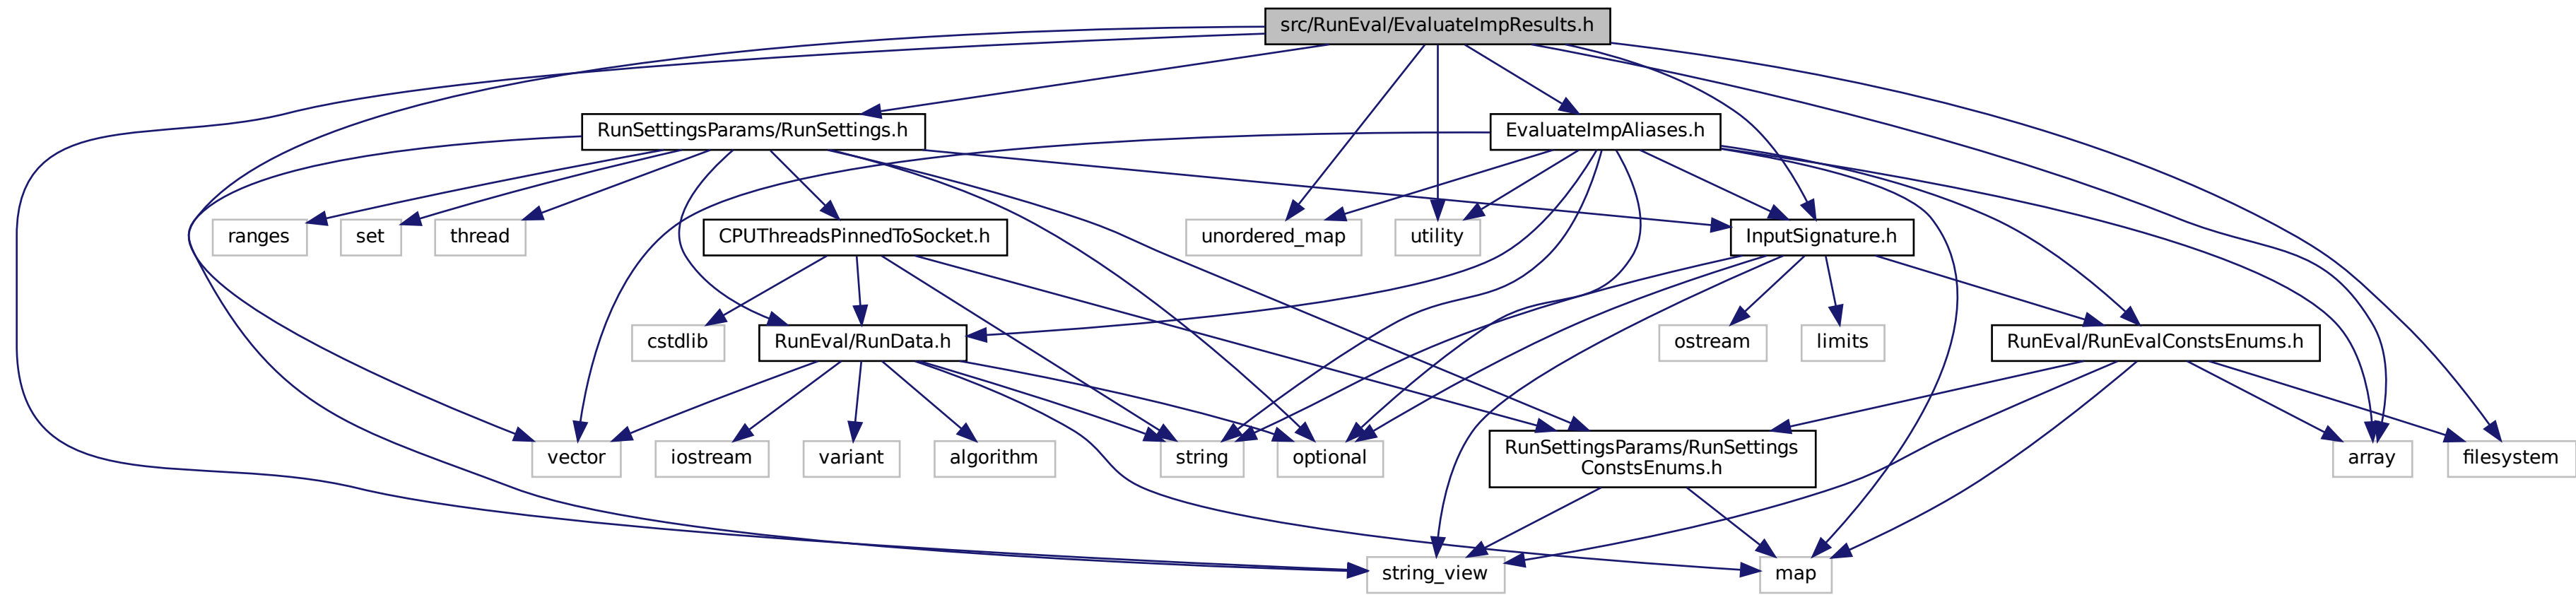 src/RunEval/EvaluateImpResults.h
RunSettingsParams/RunSettings.h
EvaluateImpAliases.h
ranges
set
thread
CPUThreadsPinnedToSocket.h
unordered_map
utility
InputSignature.h
cstdlib
RunEval/RunData.h
ostream
limits
RunEval/RunEvalConstsEnums.h
vector
iostream
variant
algorithm
string
optional
RunSettingsParams/RunSettings
ConstsEnums.h
array
filesystem
string_view
map